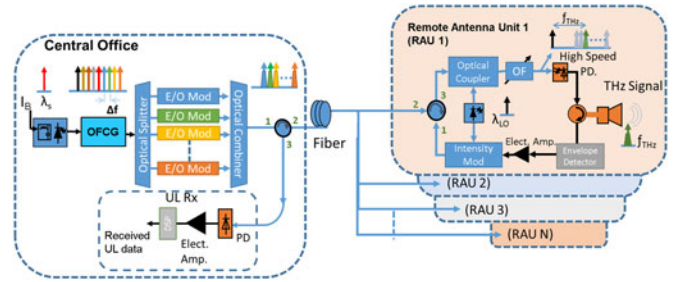 Central Office
I_B
λ_s
OFCG
Δf
Optical Splitter
E/O Mod
E/O Mod
E/O Mod
E/O Mod
Optical Combiner
1
2
3
Fiber
UL Rx
Received
UL data
DSP
Elect.
Amp.
PD
Remote Antenna Unit 1
(RAU 1)
f_THz
Optical
Coupler
OF
High Speed
PD.
THz Signal
2
3
1
λ_LO
Intensity
Mod
Elect. Amp.
Envelope
Detector
f_THz
(RAU 2)
(RAU 3)
(RAU N)